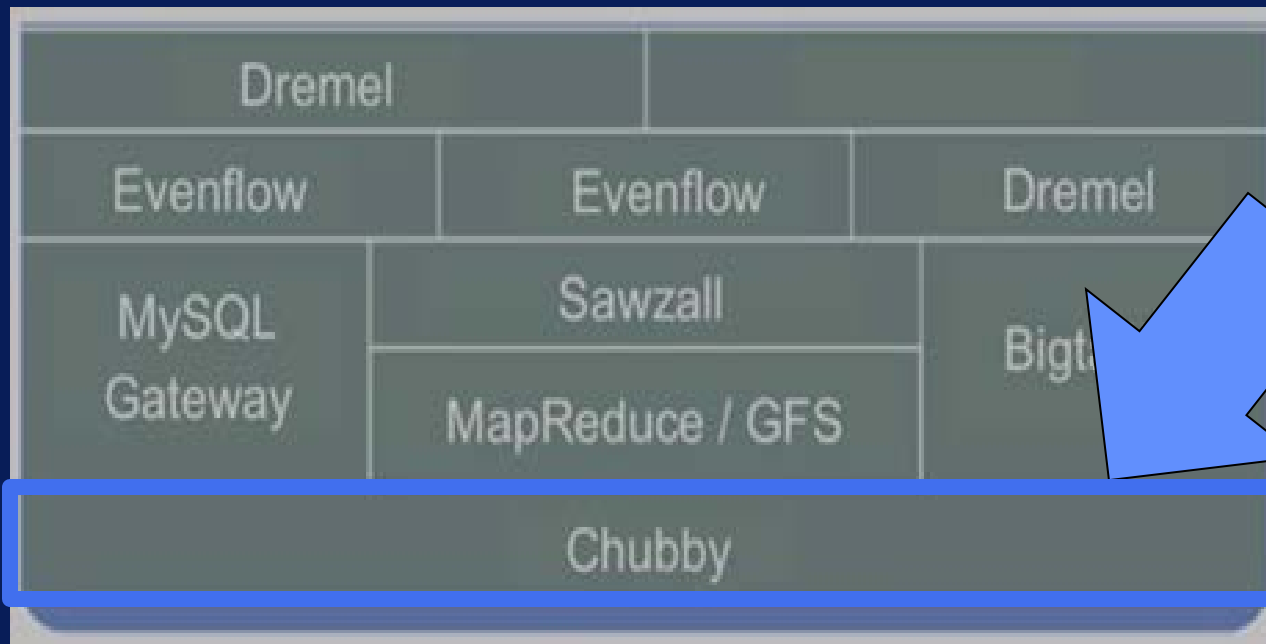 Dremel
Evenflow Evenflow Dremel
MySQL
Gateway
Sawzall
MapReduce / GFS
Chubby